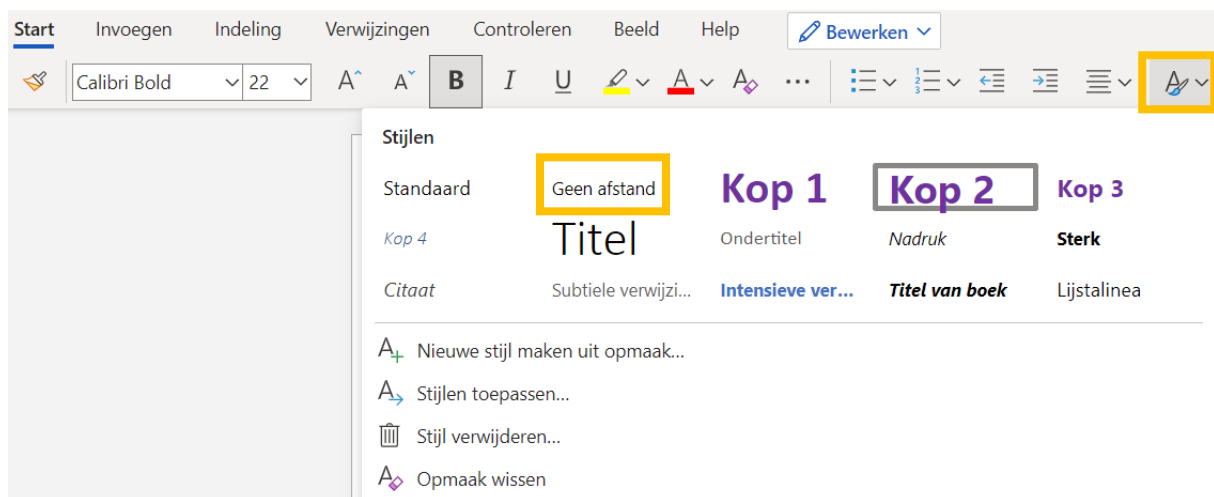 Start Invoegen Indeling Verwijzingen Controleren Beeld Help Bewerken
Calibri Bold 22 A A B I U A A
Stijlen
Standaard Geen afstand Kop 1 Kop 2 Kop 3
Kop 4 Titel Ondertitel Nadruk Sterk
Citaat Subtiele verwijzi... Intensieve ver... Titel van boek Lijstalinea
Nieuwe stijl maken uit opmaak...
Stijlen toepassen...
Stijl verwijderen...
Opmaak wissen